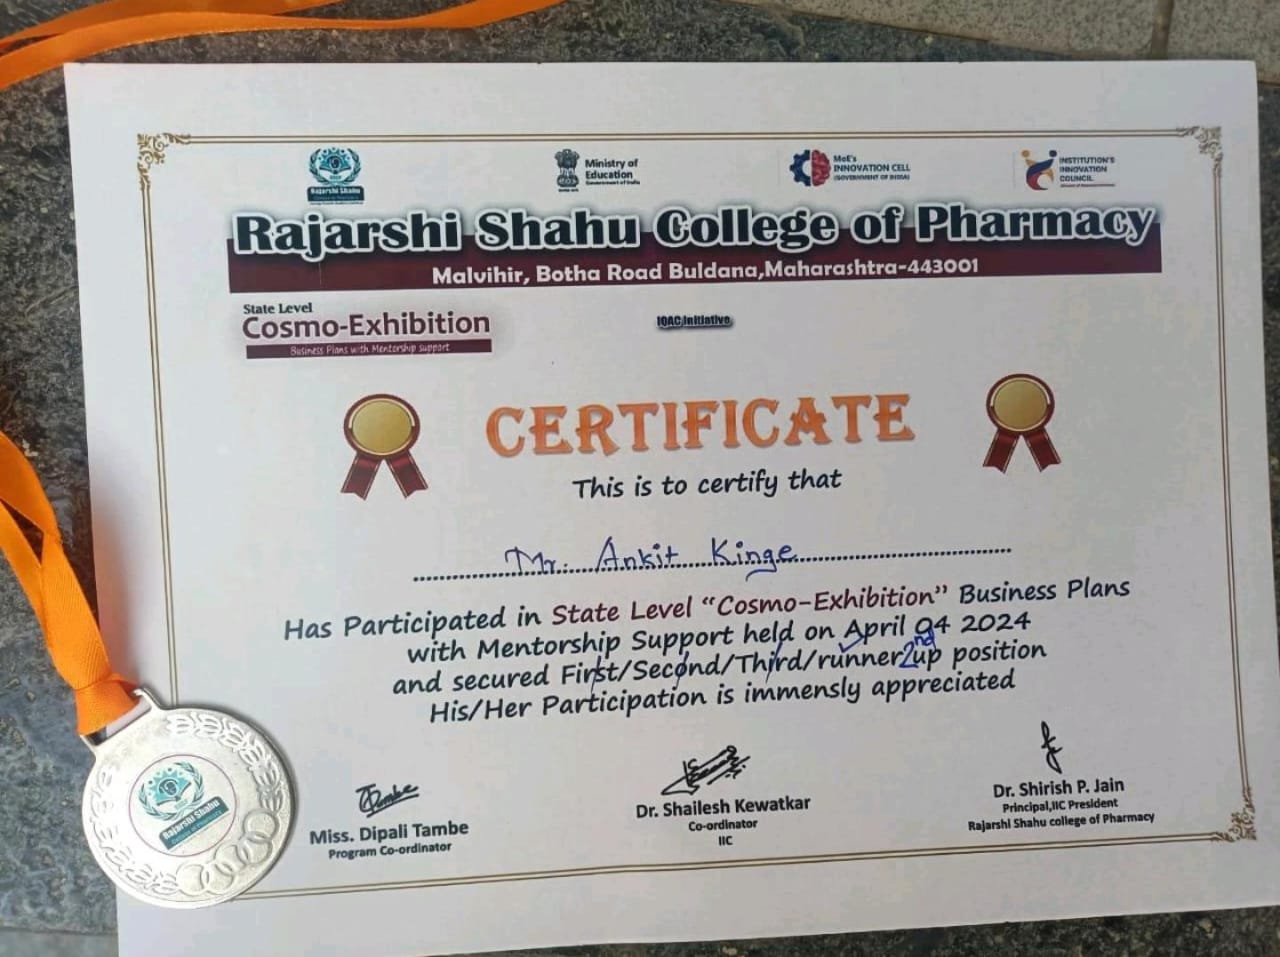 Rajarshi Shahu
Ministry of
Education
Government of India
MoE's
INNOVATION CELL
(GOVERNMENT OF INDIA)
INSTITUTION'S
INNOVATION
COUNCIL
Rajarshi Shahu College of Pharmacy
Malvihir, Botha Road Buldana,Maharashtra-443001
State Level
Cosmo-Exhibition
Business Plans with Mentorship support
IQAC Initiative
CERTIFICATE
This is to certify that
Mr. Ankit Kinge
Has Participated in State Level “Cosmo-Exhibition” Business Plans
with Mentorship Support held on April 04 2024
and secured First/Second/Third/runner 2nd up position
His/Her Participation is immensely appreciated
Miss. Dipali Tambe
Program Co-ordinator
Dr. Shailesh Kewatkar
Co-ordinator
IIC
Dr. Shirish P. Jain
Principal,IIC President
Rajarshi Shahu college of Pharmacy
Rajarshi Shahu
College of Pharmacy